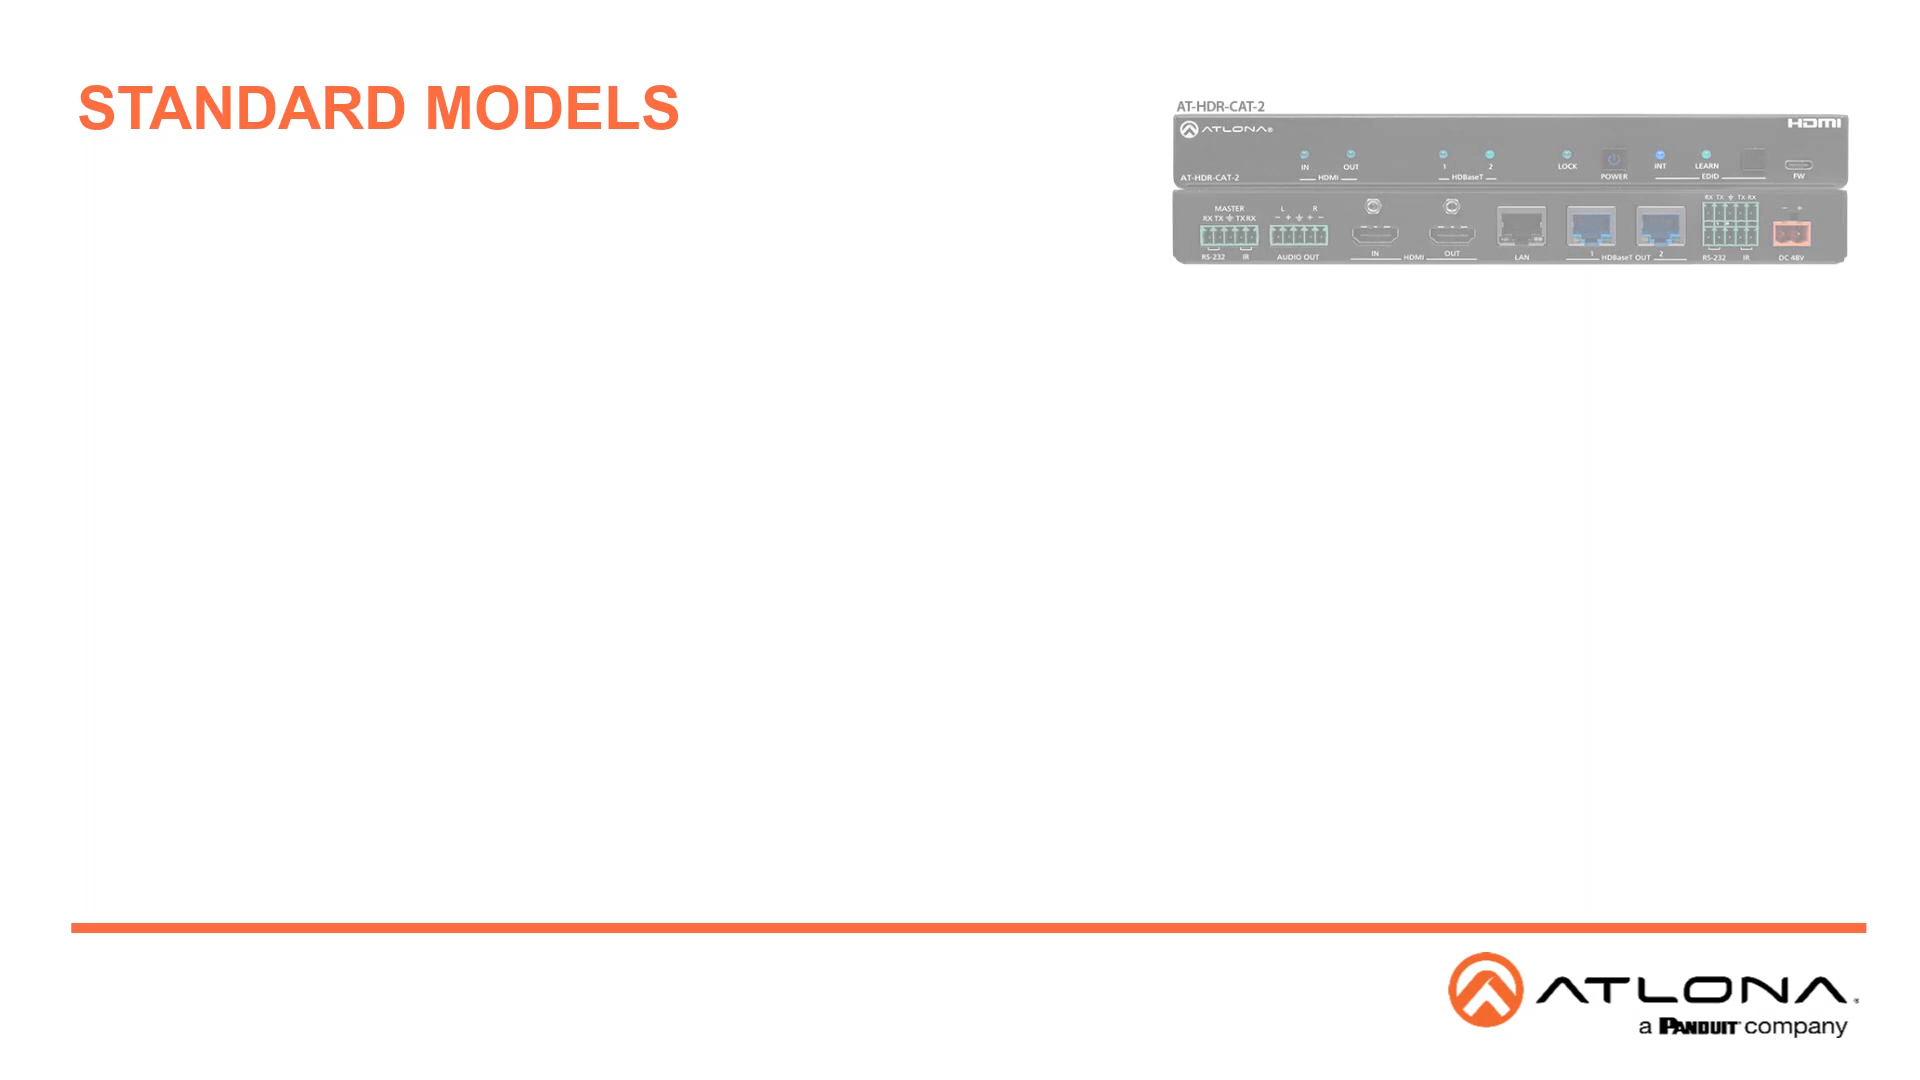 STANDARD MODELS
AT-HDR-CAT-2
ATLONA®
HDMI
IN OUT 1 2 LOCK INT LEARN
HDMI HDBaseT POWER EDID FW
AT-HDR-CAT-2
MASTER L R RX TX TX RX
RX TX TX RX − + + − − +
RS-232 IR AUDIO OUT IN HDMI OUT LAN 1 HDBaseT OUT 2 RS-232 IR DC 48V
ATLONA®
a PANDUIT company